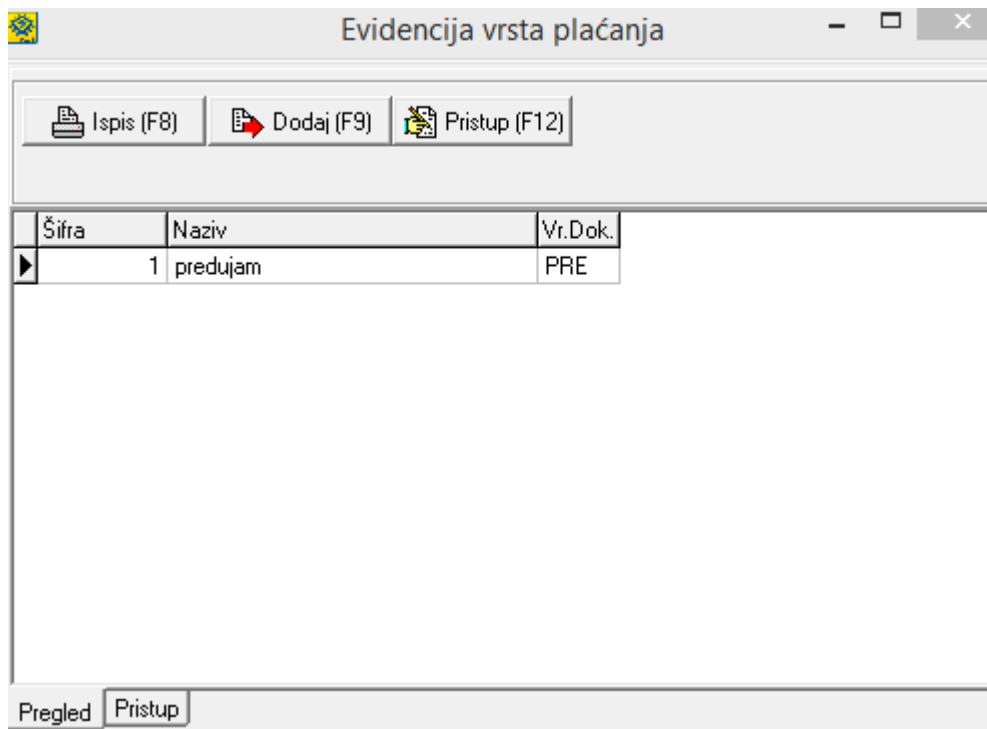 Evidencija vrsta plaćanja
Ispis (F8) Dodaj (F9) Pristup (F12)
Šifra Naziv Vr.Dok.
1 predujam PRE
Pregled Pristup